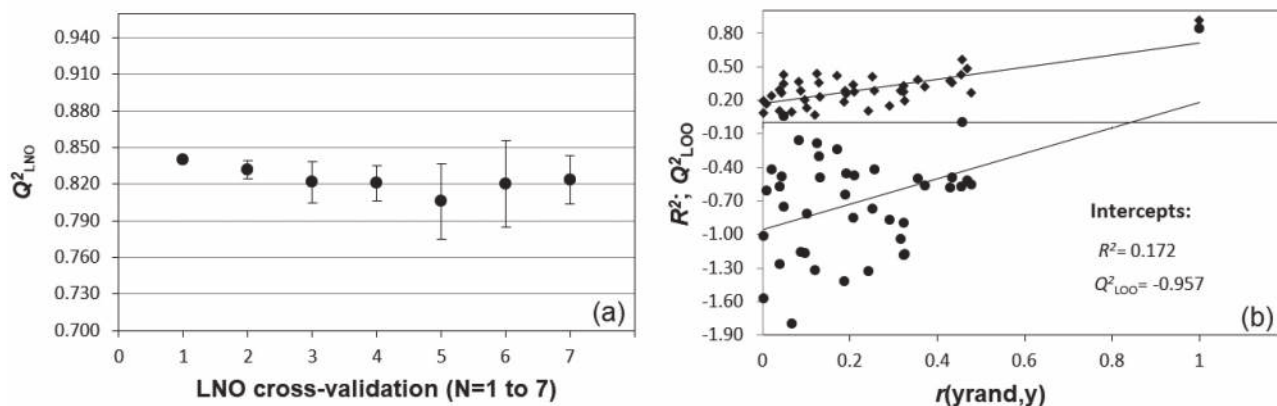 Q²LNO
0.940
0.910
0.880
0.850
0.820
0.790
0.760
0.730
0.700
0 1 2 3 4 5 6 7
LNO cross-validation (N=1 to 7)
(a)
R²; Q²LOO
0.80
0.50
0.20
-0.10
-0.40
-0.70
-1.00
-1.30
-1.60
-1.90
0 0.2 0.4 0.6 0.8 1
r(yrand,y)
Intercepts:
R²= 0.172
Q²LOO= -0.957
(b)